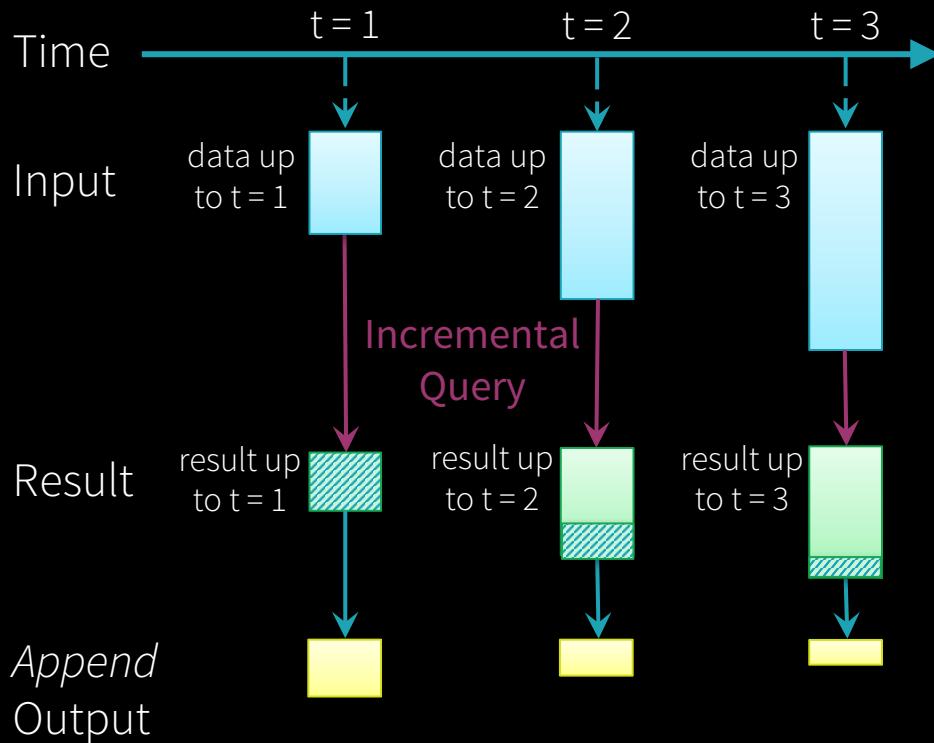 t = 1
t = 2
t = 3
Time
Input
data up
to t = 1
data up
to t = 2
data up
to t = 3
Incremental
Query
Result
result up
to t = 1
result up
to t = 2
result up
to t = 3
Append
Output